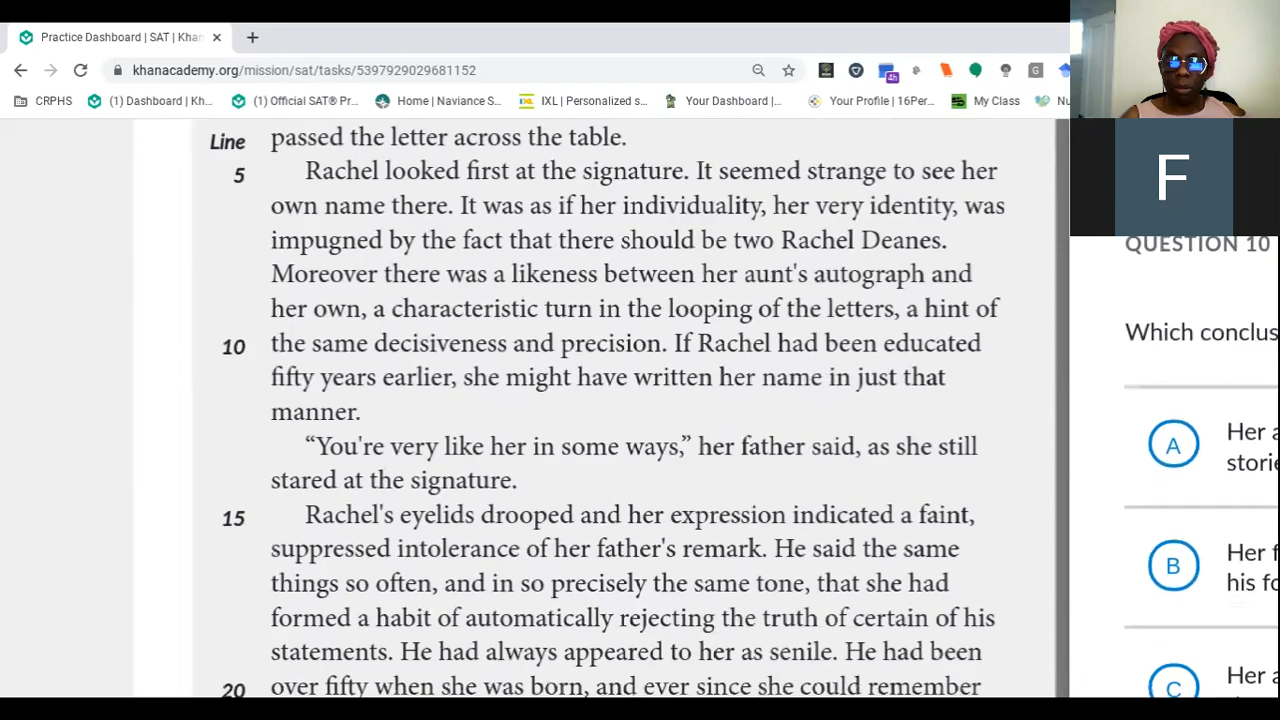 Practice Dashboard | SAT | Khan
khanacademy.org/mission/sat/tasks/5397929029681152
4h
G
CRPHS
(1) Dashboard | Kh...
(1) Official SAT® Pr...
Home | Naviance S...
IXL | Personalized s...
Your Dashboard |...
Your Profile | 16Per...
My Class
Nu
passed the letter across the table.
Line
5 Rachel looked first at the signature. It seemed strange to see her
own name there. It was as if her individuality, her very identity, was
impugned by the fact that there should be two Rachel Deanes.
Moreover there was a likeness between her aunt's autograph and
her own, a characteristic turn in the looping of the letters, a hint of
10 the same decisiveness and precision. If Rachel had been educated
fifty years earlier, she might have written her name in just that
manner.
“You're very like her in some ways,” her father said, as she still
stared at the signature.
15 Rachel's eyelids drooped and her expression indicated a faint,
suppressed intolerance of her father's remark. He said the same
things so often, and in so precisely the same tone, that she had
formed a habit of automatically rejecting the truth of certain of his
statements. He had always appeared to her as senile. He had been
20 over fifty when she was born, and ever since she could remember
F
QUESTION 10
Which conclus
A
Her a
storie
B
Her f
his fo
C
Her a